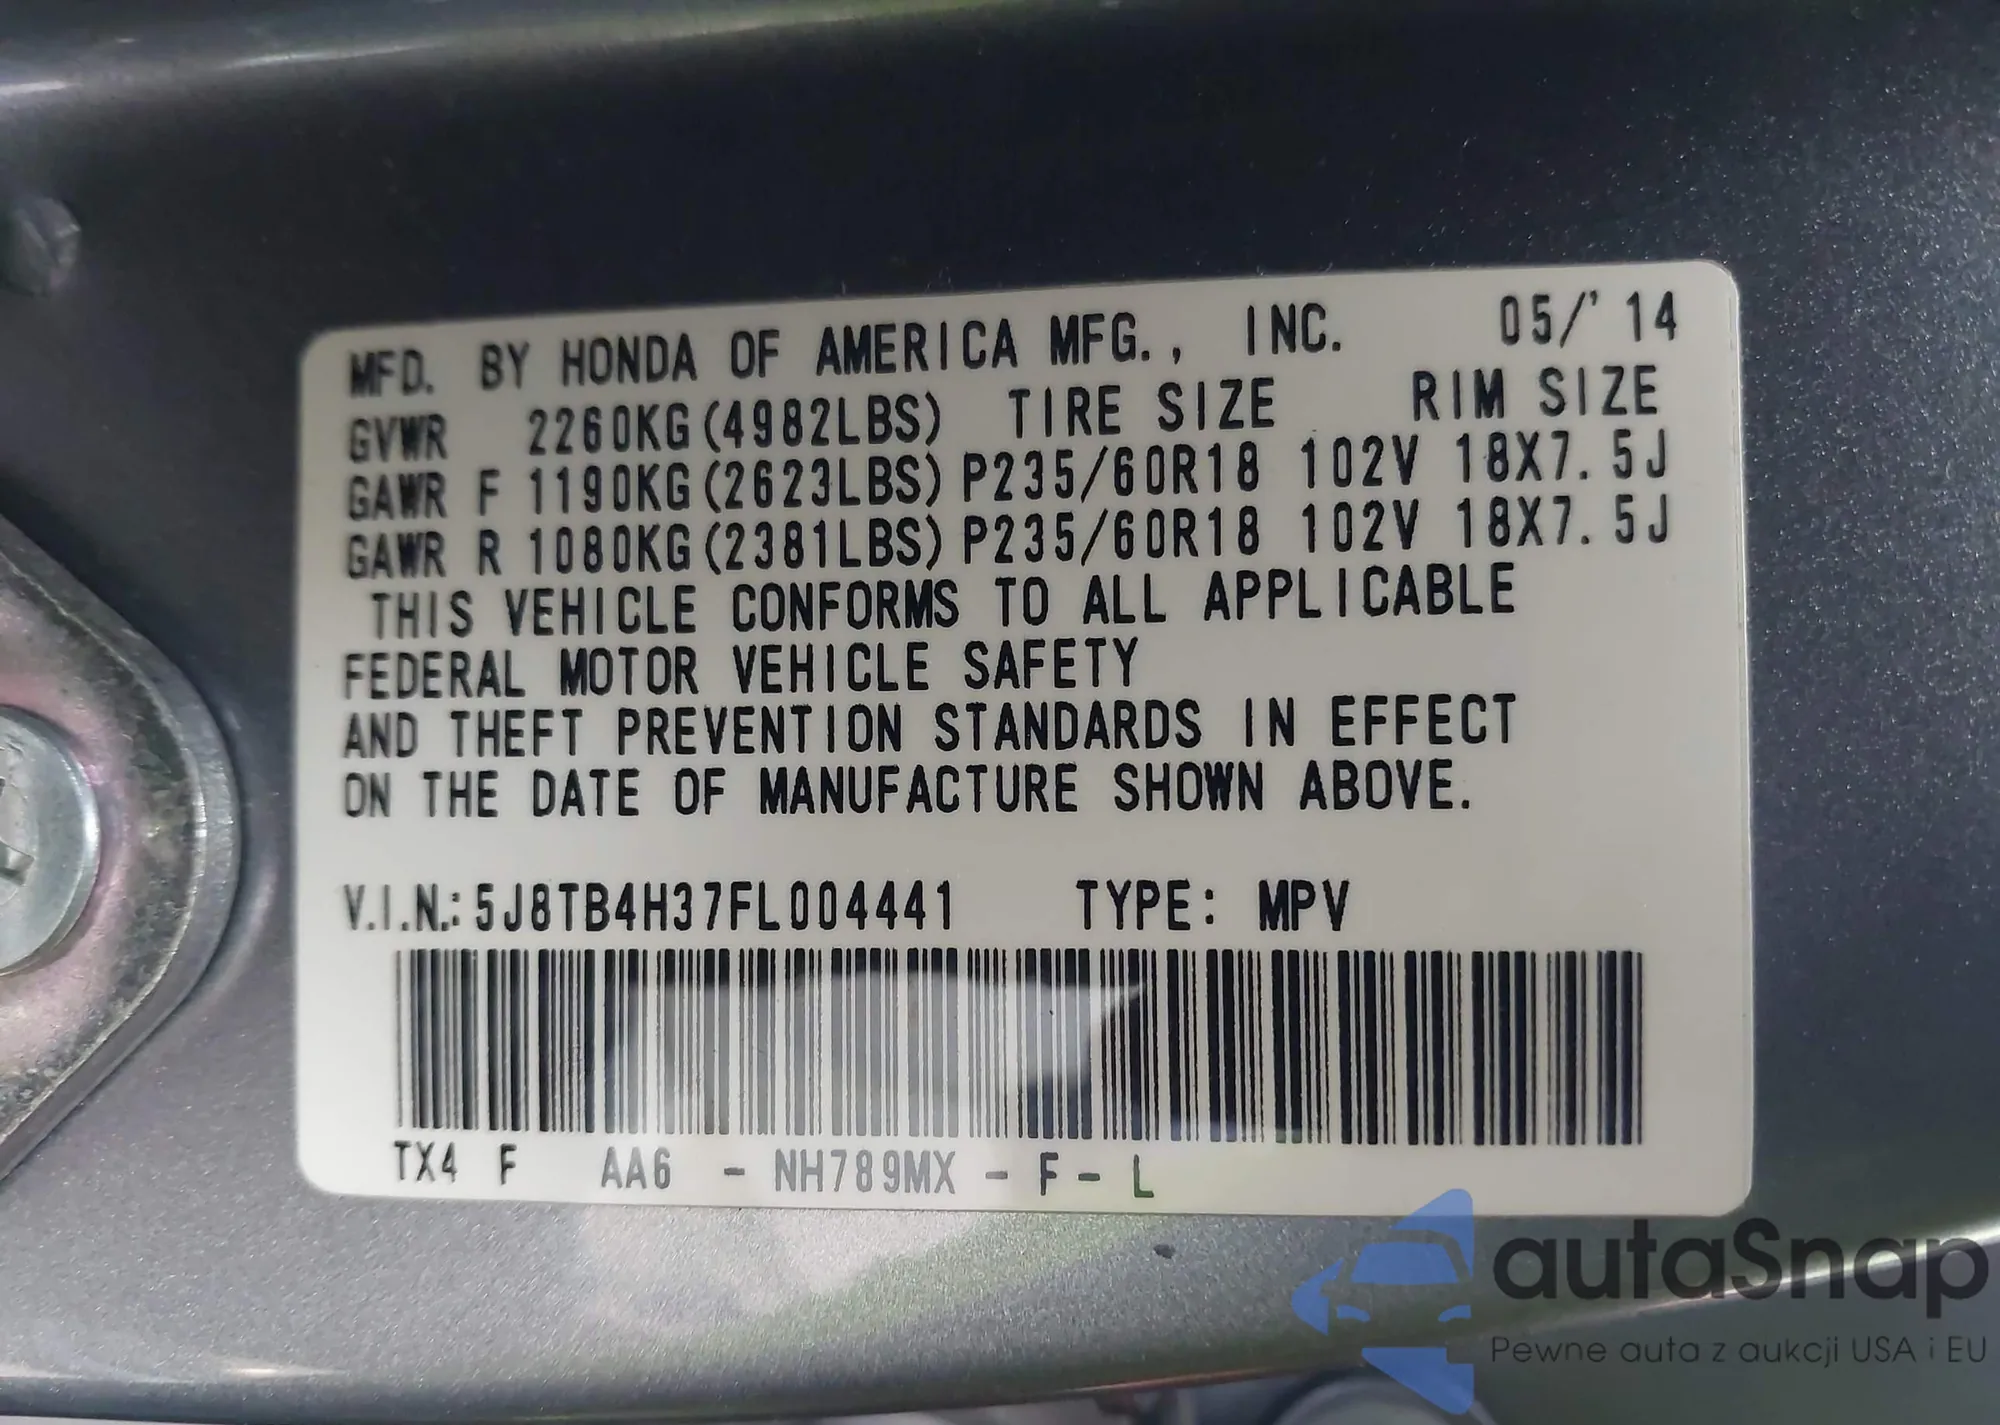 MFD. BY HONDA OF AMERICA MFG., INC. 05/'14
GVWR 2260KG(4982LBS) TIRE SIZE RIM SIZE
GAWR F 1190KG(2623LBS) P235/60R18 102V 18X7.5J
GAWR R 1080KG(2381LBS) P235/60R18 102V 18X7.5J
THIS VEHICLE CONFORMS TO ALL APPLICABLE
FEDERAL MOTOR VEHICLE SAFETY
AND THEFT PREVENTION STANDARDS IN EFFECT
ON THE DATE OF MANUFACTURE SHOWN ABOVE.
V.I.N.: 5J8TB4H37FL004441 TYPE: MPV
TX4 F AA6 - NH789MX - F - L
autaSnap
Pewne auta z aukcji USA i EU